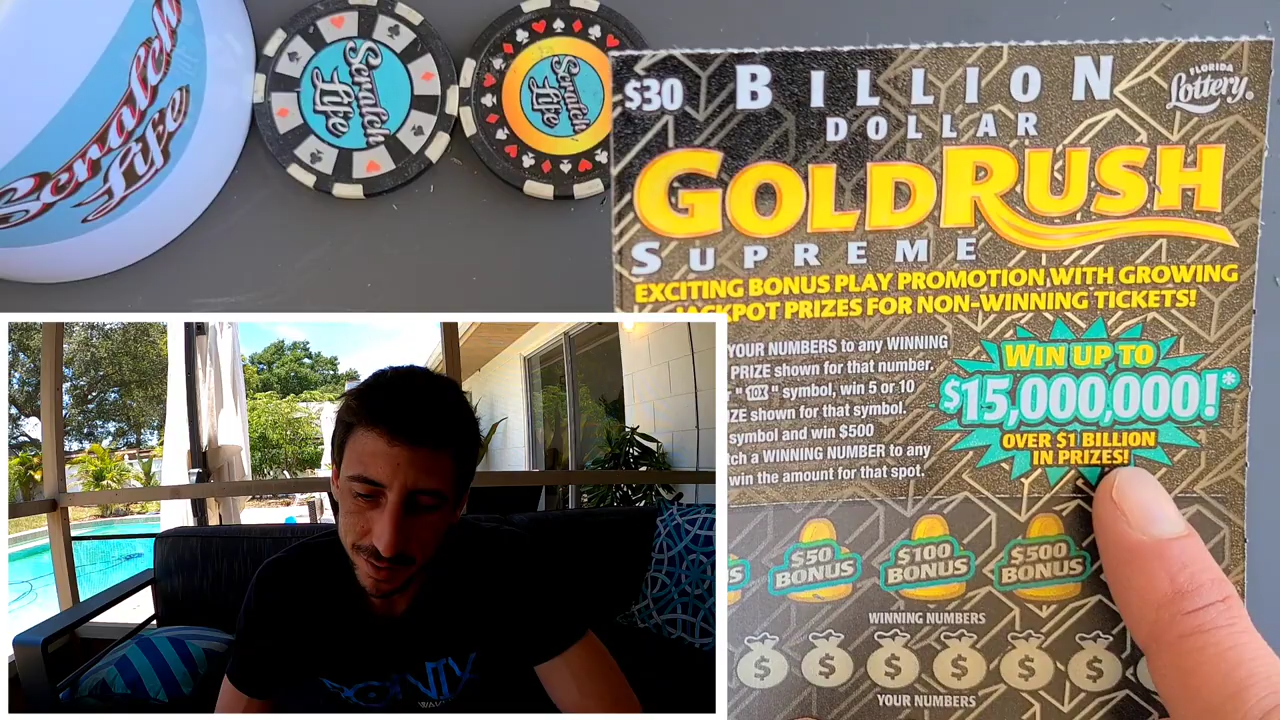 Scratch
Life
Scratch
Life
Scratch
Life
$30
BILLION
FLORIDA
Lottery®
DOLLAR
GOLD RUSH
SUPREME
EXCITING BONUS PLAY PROMOTION WITH GROWING
JACKPOT PRIZES FOR NON-WINNING TICKETS!
YOUR NUMBERS to any WINNING
PRIZE shown for that number.
"10X" symbol, win 5 or 10
shown for that symbol.
symbol and win $500
a WINNING NUMBER to any
win the amount for that spot.
WIN UP TO
$15,000,000!*
OVER $1 BILLION
IN PRIZES!
$50
BONUS
$100
BONUS
$500
BONUS
WINNING NUMBERS
$ $ $ $ $ $
YOUR NUMBERS